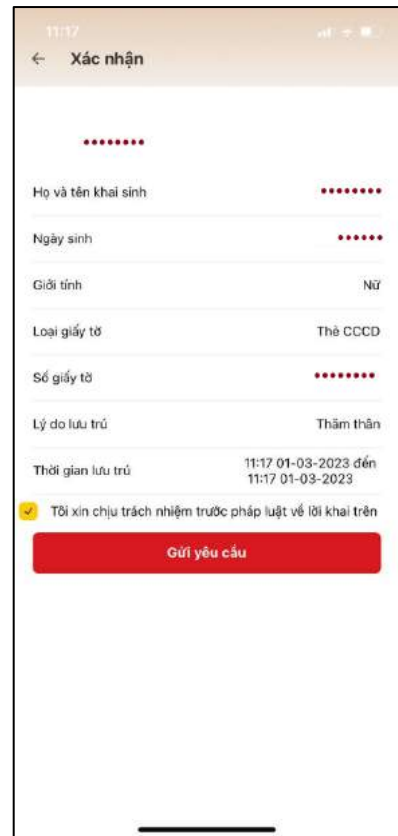 11:17
← Xác nhận
••••••••
Họ và tên khai sinh ••••••••
Ngày sinh ••••••
Giới tính Nữ
Loại giấy tờ Thẻ CCCD
Số giấy tờ ••••••••
Lý do lưu trú Thăm thân
Thời gian lưu trú 11:17 01-03-2023 đến
11:17 01-03-2023
Tôi xin chịu trách nhiệm trước pháp luật về lời khai trên
Gửi yêu cầu